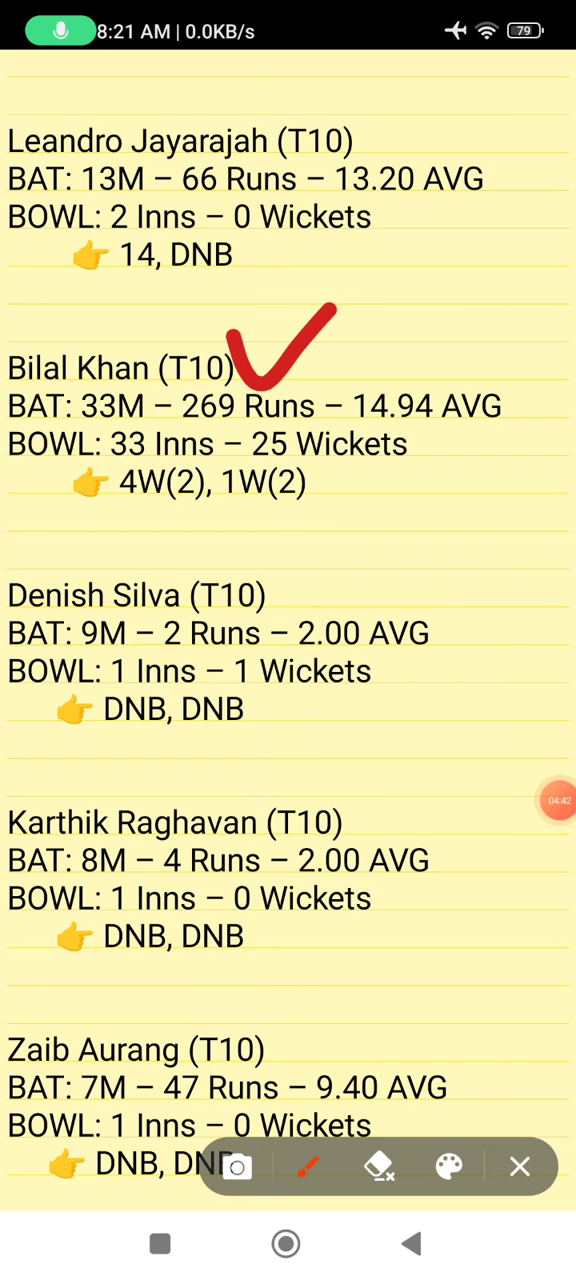 8:21 AM | 0.0KB/s
79
Leandro Jayarajah (T10)
BAT: 13M – 66 Runs – 13.20 AVG
BOWL: 2 Inns – 0 Wickets
👉 14, DNB
Bilal Khan (T10)
BAT: 33M – 269 Runs – 14.94 AVG
BOWL: 33 Inns – 25 Wickets
👉 4W(2), 1W(2)
Denish Silva (T10)
BAT: 9M – 2 Runs – 2.00 AVG
BOWL: 1 Inns – 1 Wickets
👉 DNB, DNB
04:42
Karthik Raghavan (T10)
BAT: 8M – 4 Runs – 2.00 AVG
BOWL: 1 Inns – 0 Wickets
👉 DNB, DNB
Zaib Aurang (T10)
BAT: 7M – 47 Runs – 9.40 AVG
BOWL: 1 Inns – 0 Wickets
👉 DNB,